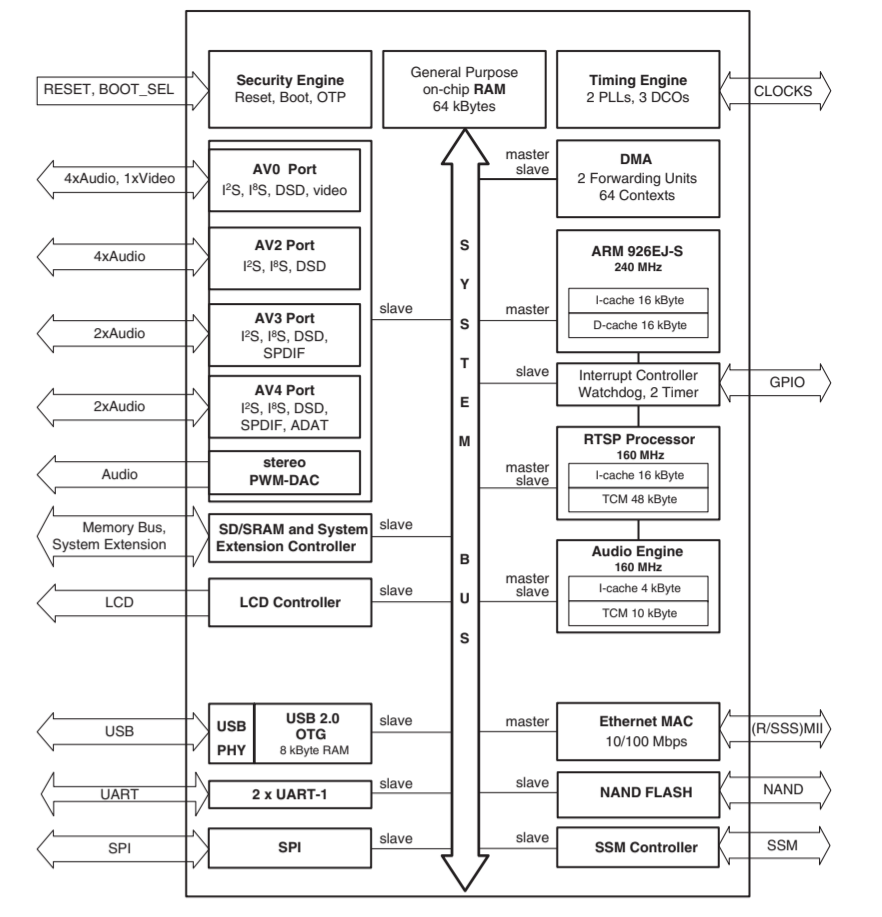 RESET, BOOT_SEL
Security Engine
Reset, Boot, OTP
General Purpose
on-chip RAM
64 kBytes
Timing Engine
2 PLLs, 3 DCOs
CLOCKS
4xAudio, 1xVideo
AV0 Port
I²S, I⁸S, DSD, video
master
slave
DMA
2 Forwarding Units
64 Contexts
4xAudio
AV2 Port
I²S, I⁸S, DSD
ARM 926EJ-S
240 MHz
I-cache 16 kByte
D-cache 16 kByte
2xAudio
AV3 Port
I²S, I⁸S, DSD,
SPDIF
slave
master
slave
Interrupt Controller
Watchdog, 2 Timer
GPIO
2xAudio
AV4 Port
I²S, I⁸S, DSD,
SPDIF, ADAT
Audio
stereo
PWM-DAC
master
slave
RTSP Processor
160 MHz
I-cache 16 kByte
TCM 48 kByte
Memory Bus,
System Extension
SD/SRAM and System
Extension Controller
slave
SYSTEM BUS
Audio Engine
160 MHz
I-cache 4 kByte
TCM 10 kByte
master
slave
LCD
LCD Controller
slave
USB
USB
PHY
USB 2.0
OTG
8 kByte RAM
slave
master
Ethernet MAC
10/100 Mbps
(R/SSS)MII
UART
2 x UART-1
slave
slave
NAND FLASH
NAND
SPI
SPI
slave
slave
SSM Controller
SSM